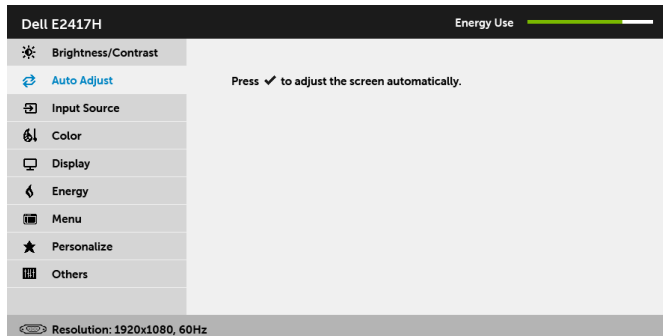 Dell E2417H
Energy Use
Brightness/Contrast
Auto Adjust
Press ✓ to adjust the screen automatically.
Input Source
Color
Display
Energy
Menu
Personalize
Others
Resolution: 1920x1080, 60Hz